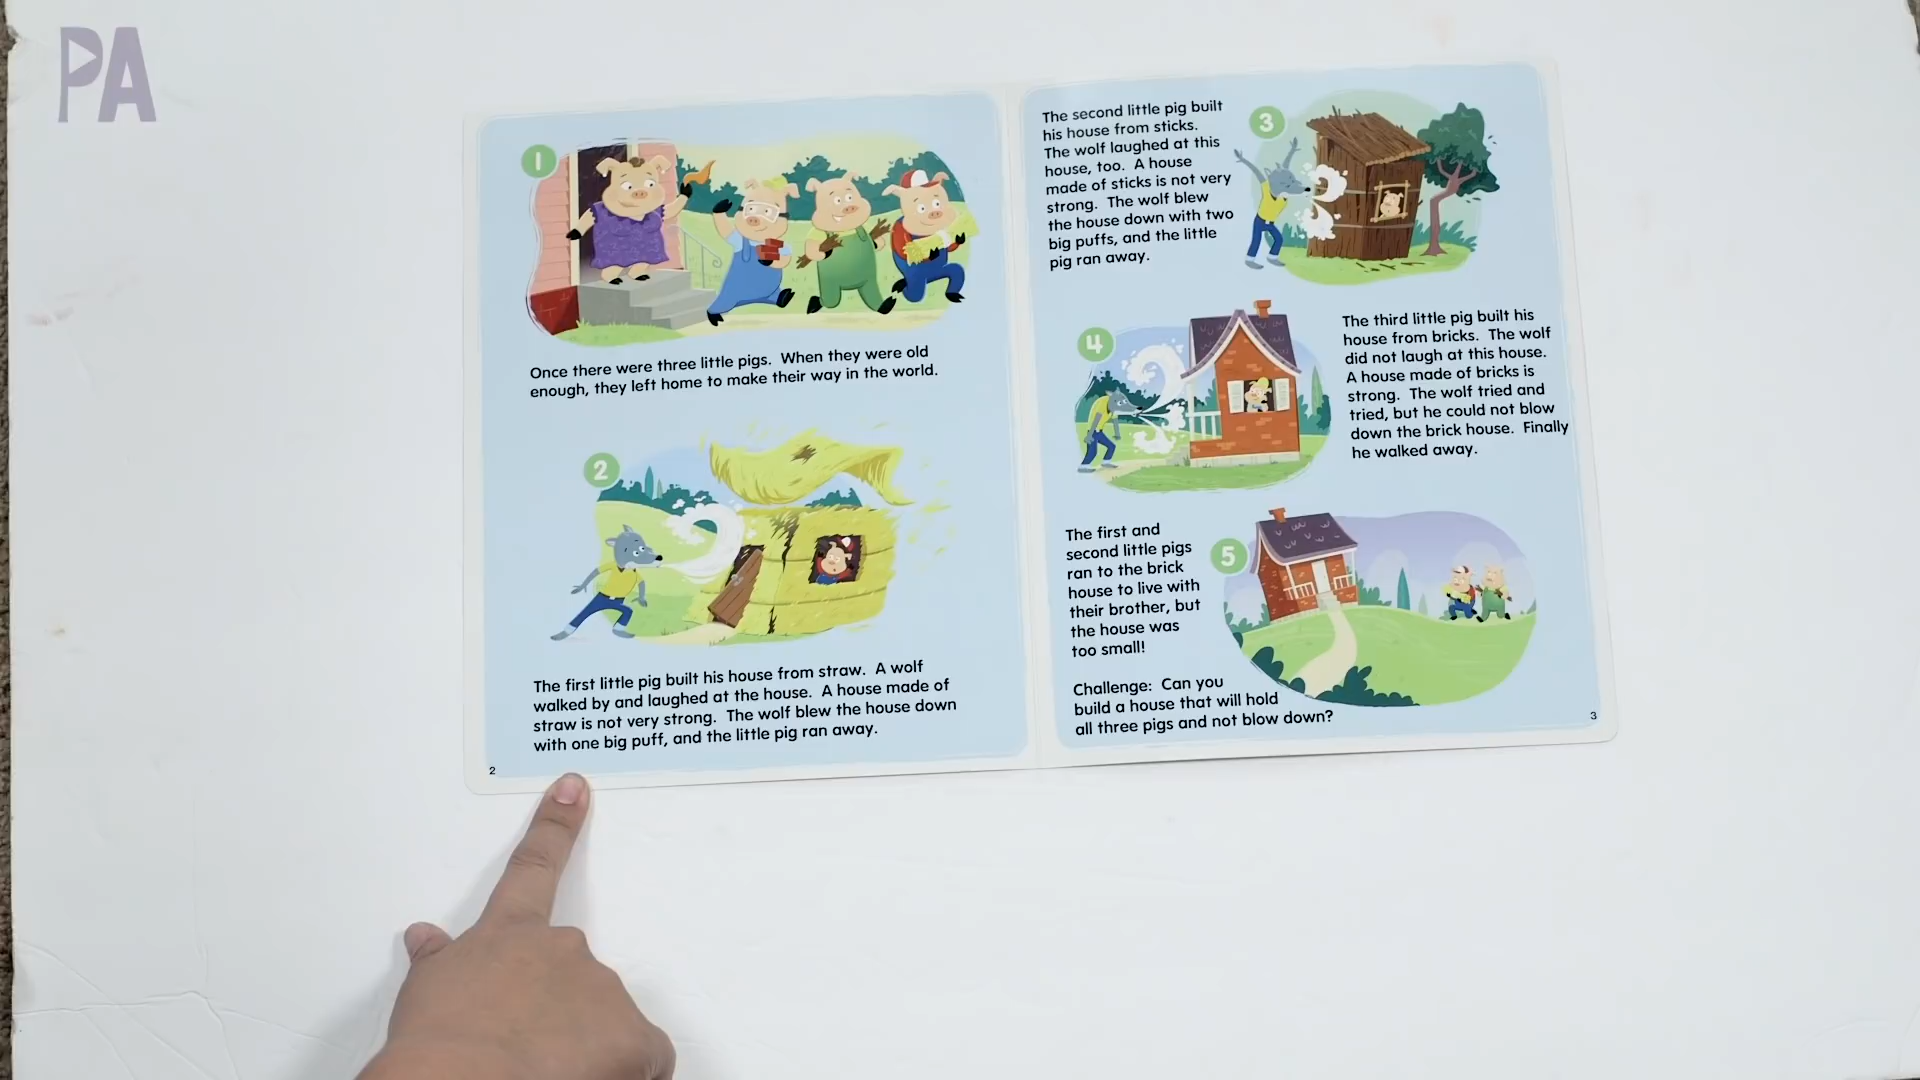 PA
1
Once there were three little pigs. When they were old
enough, they left home to make their way in the world.
2
The first little pig built his house from straw. A wolf
walked by and laughed at the house. A house made of
straw is not very strong. The wolf blew the house down
with one big puff, and the little pig ran away.
2
The second little pig built
his house from sticks.
The wolf laughed at this
house, too. A house
made of sticks is not very
strong. The wolf blew
the house down with two
big puffs, and the little
pig ran away.
3
4
The third little pig built his
house from bricks. The wolf
did not laugh at this house.
A house made of bricks is
strong. The wolf tried and
tried, but he could not blow
down the brick house. Finally
he walked away.
The first and
second little pigs
ran to the brick
house to live with
their brother, but
the house was
too small!
5
Challenge: Can you
build a house that will hold
all three pigs and not blow down?
3